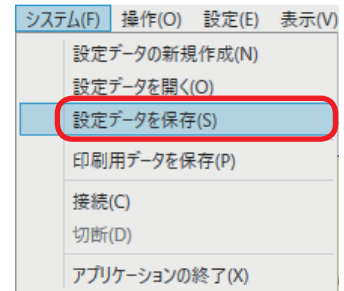 システム(F) 操作(O) 設定(E) 表示(V)
設定データの新規作成(N)
設定データを開く(O)
設定データを保存(S)
印刷用データを保存(P)
接続(C)
切断(D)
アプリケーションの終了(X)